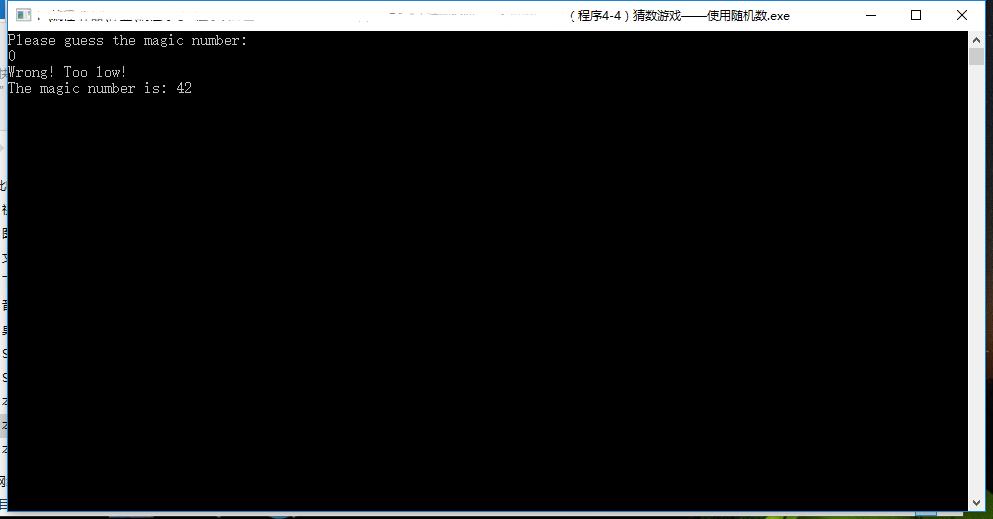 （程序4-4）猜数游戏——使用随机数.exe
Please guess the magic number:
0
Wrong! Too low!
The magic number is: 42